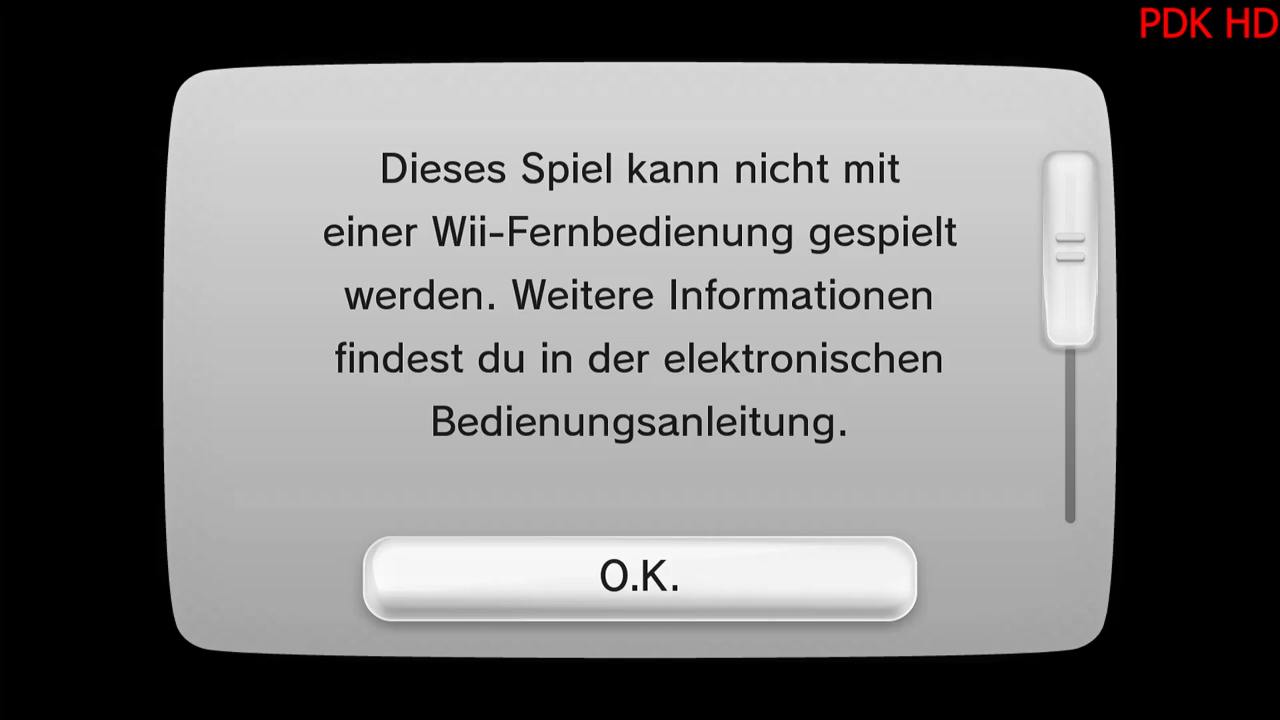 PDK HD
Dieses Spiel kann nicht mit
einer Wii-Fernbedienung gespielt
werden. Weitere Informationen
findest du in der elektronischen
Bedienungsanleitung.
O.K.